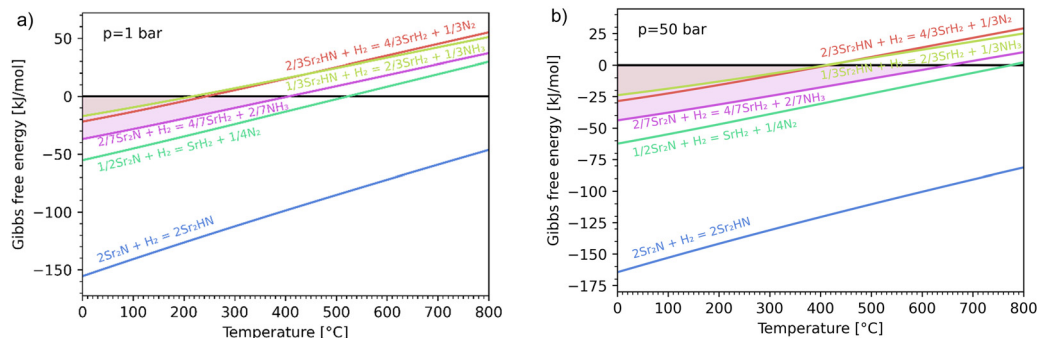 a)
p=1 bar
Gibbs free energy [kJ/mol]
50
0
−50
−100
−150
2/3Sr₂HN + H₂ = 4/3SrH₂ + 1/3N₂
1/3Sr₂HN + H₂ = 2/3SrH₂ + 1/3NH₃
2/7Sr₂N + H₂ = 4/7SrH₂ + 2/7NH₃
1/2Sr₂N + H₂ = SrH₂ + 1/4N₂
2Sr₂N + H₂ = 2Sr₂HN
0 100 200 300 400 500 600 700 800
Temperature [°C]
b)
p=50 bar
Gibbs free energy [kJ/mol]
25
0
−25
−50
−75
−100
−125
−150
−175
2/3Sr₂HN + H₂ = 4/3SrH₂ + 1/3N₂
1/3Sr₂HN + H₂ = 2/3SrH₂ + 1/3NH₃
2/7Sr₂N + H₂ = 4/7SrH₂ + 2/7NH₃
1/2Sr₂N + H₂ = SrH₂ + 1/4N₂
2Sr₂N + H₂ = 2Sr₂HN
0 100 200 300 400 500 600 700 800
Temperature [°C]